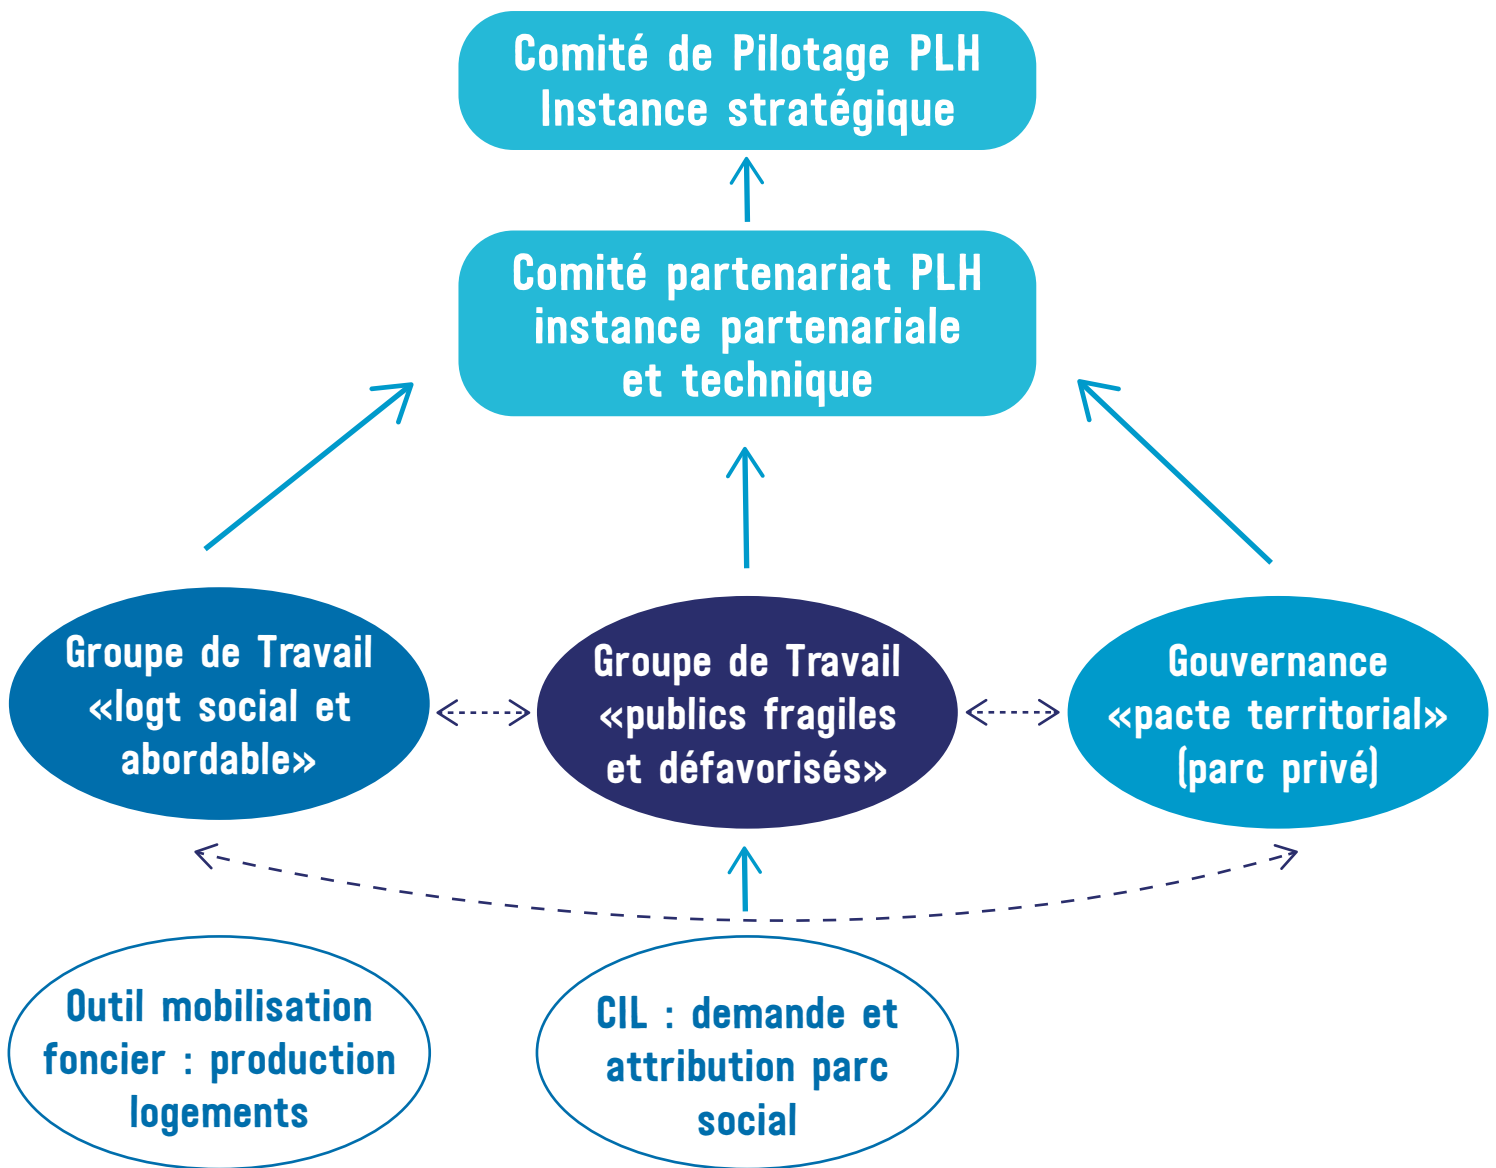 Comité de Pilotage PLH
Instance stratégique
Comité partenariat PLH
instance partenariale
et technique
Groupe de Travail
«logt social et
abordable»
Groupe de Travail
«publics fragiles
et défavorisés»
Gouvernance
«pacte territorial»
(parc privé)
Outil mobilisation
foncier : production
logements
CIL : demande et
attribution parc
social